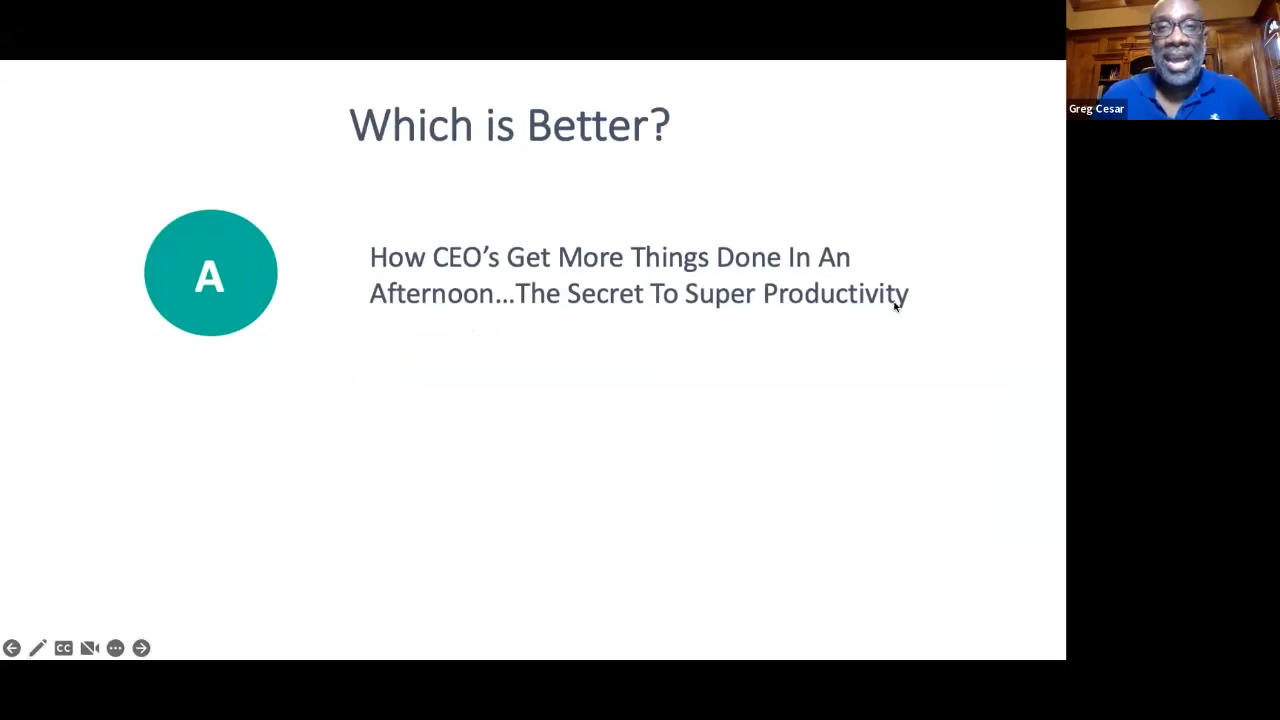 Which is Better?
Greg Cesar
A
How CEO’s Get More Things Done In An
Afternoon...The Secret To Super Productivity
CC